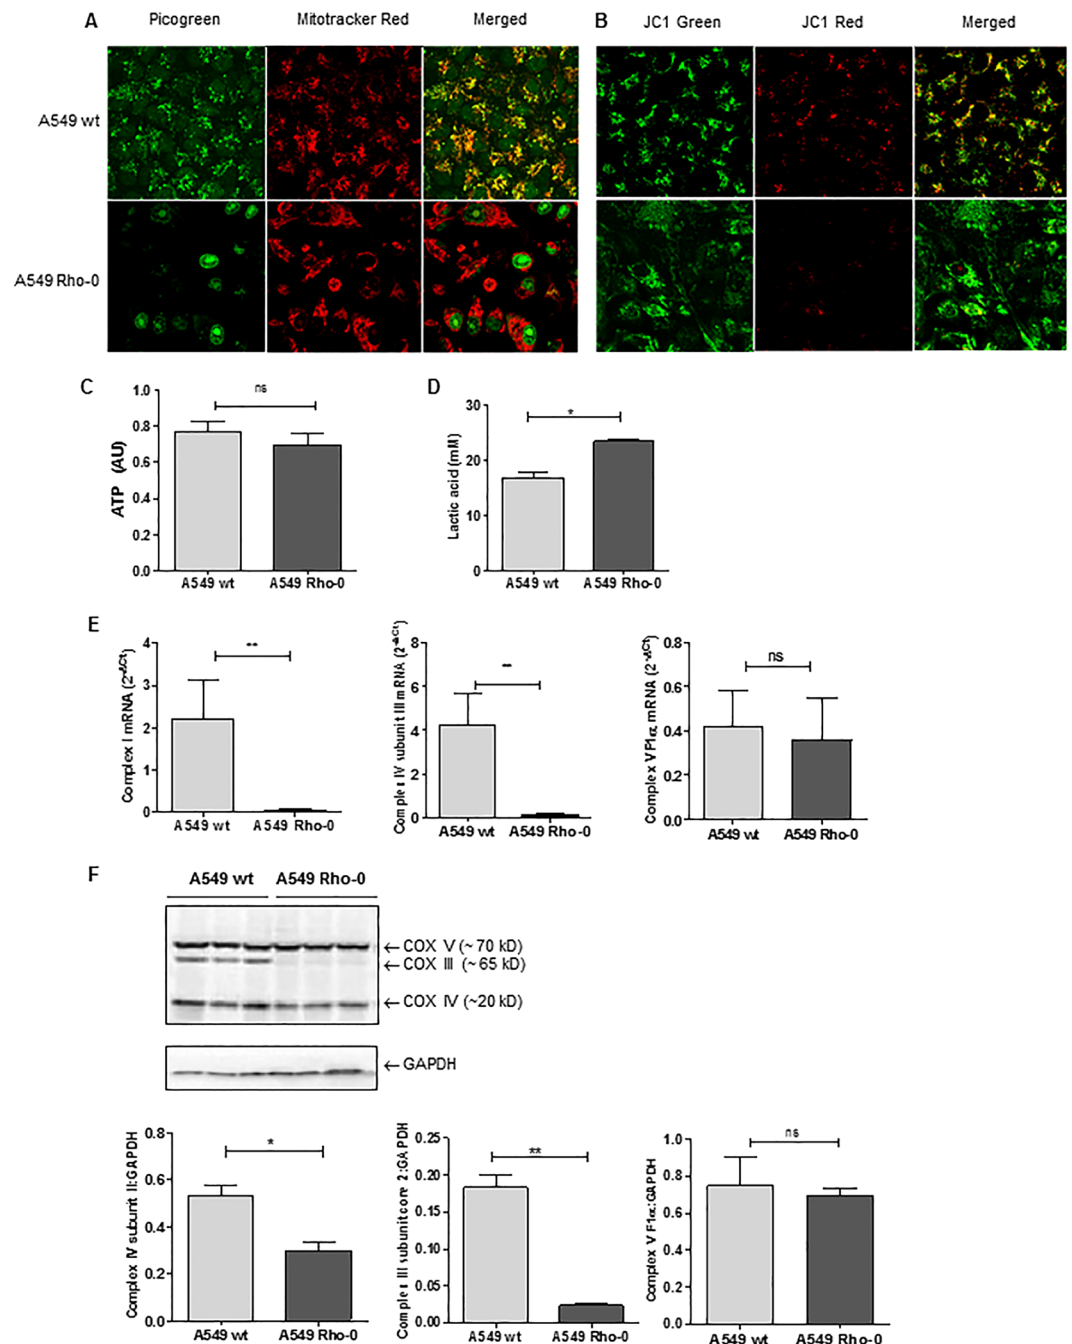 A Picogreen Mitotracker Red Merged
B JC1 Green JC1 Red Merged
A549 wt
A549 Rho-0
C
ATP (AU)
1.0
0.8
0.6
0.4
0.2
0.0
ns
A549 wt A549 Rho-0
D
Lactic acid (mM)
30
20
10
0
*
A549 wt A549 Rho-0
E
Complex I mRNA (2^-ΔCt)
4
3
2
1
0
**
A549 wt A549 Rho-0
Complex IV subunit III mRNA (2^-ΔCt)
8
6
4
2
0
**
A549 wt A549 Rho-0
Complex V F1α, mRNA (2^-ΔCt)
0.8
0.6
0.4
0.2
0.0
ns
A549 wt A549 Rho-0
F
A549 wt A549 Rho-0
←COX V (~70 kD)
←COX III (~65 kD)
←COX IV (~20 kD)
←GAPDH
Complex IV subunit II:GAPDH
0.8
0.6
0.4
0.2
0.0
*
A549 wt A549 Rho-0
Complex III subunit core 2:GAPDH
0.25
0.20
0.15
0.10
0.05
0.00
**
A549 wt A549 Rho-0
Complex V F1α:GAPDH
1.0
0.8
0.6
0.4
0.2
0.0
ns
A549 wt A549 Rho-0